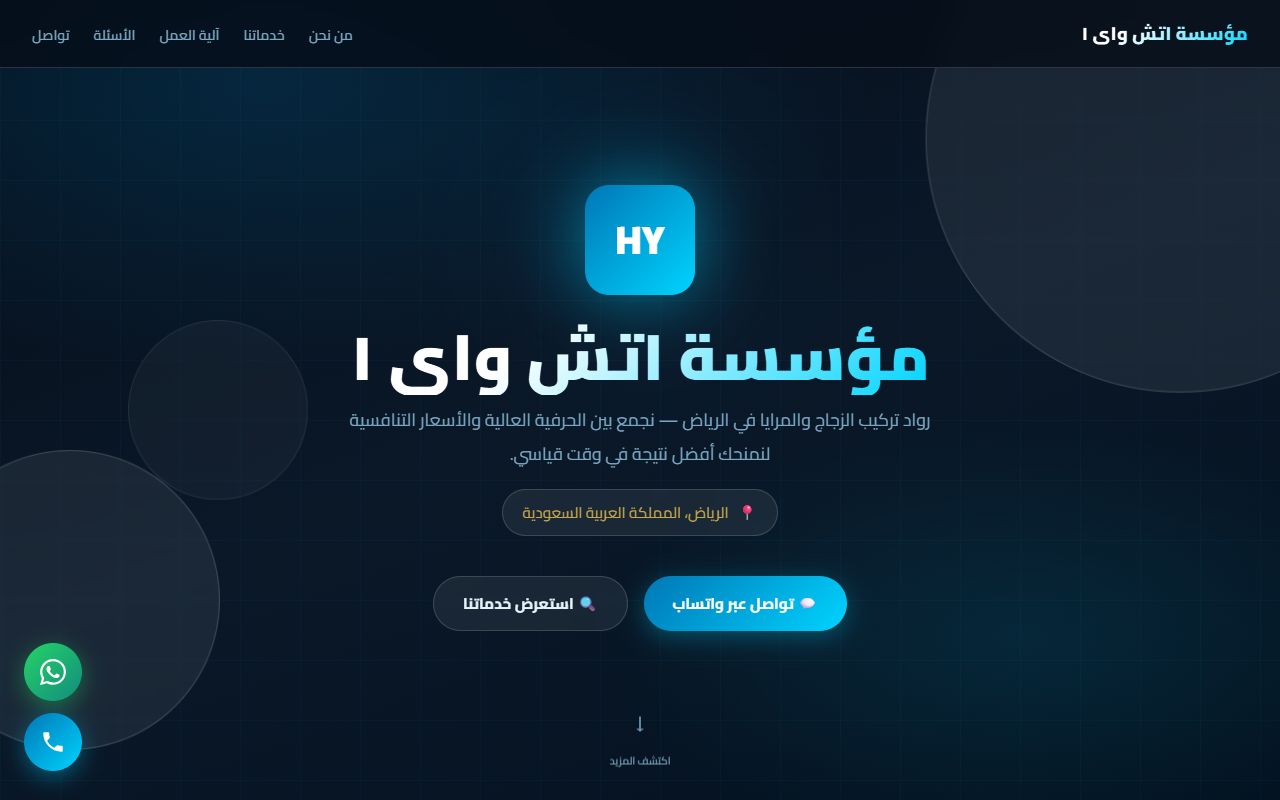 مؤسسة اتش واى ا
من نحن
خدماتنا
آلية العمل
الأسئلة
تواصل
HY
مؤسسة اتش واى ا
رواد تركيب الزجاج والمرايا في الرياض — نجمع بين الحرفية العالية والأسعار التنافسية
لنمنحك أفضل نتيجة في وقت قياسي.
الرياض، المملكة العربية السعودية
تواصل عبر واتساب
استعرض خدماتنا
↓
اكتشف المزيد